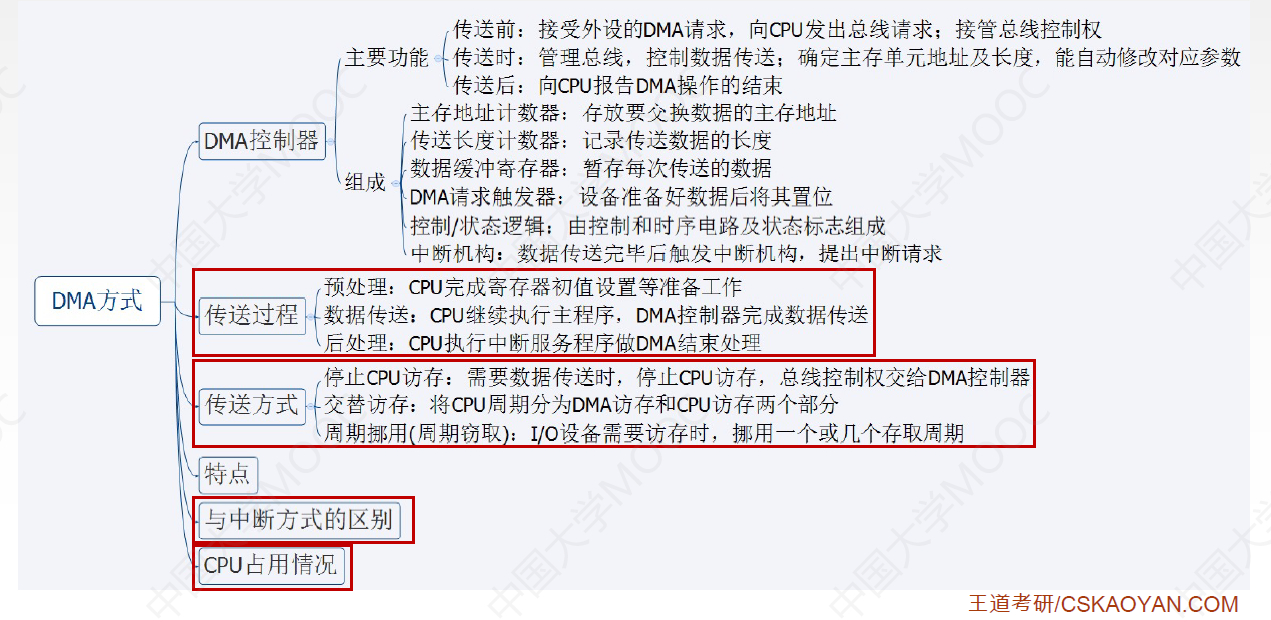 传送前：接受外设的DMA请求，向CPU发出总线请求；接管总线控制权
主要功能
传送时：管理总线，控制数据传送；确定主存单元地址及长度，能自动修改对应参数
传送后：向CPU报告DMA操作的结束
DMA控制器
主存地址计数器：存放要交换数据的主存地址
传送长度计数器：记录传送数据的长度
数据缓冲寄存器：暂存每次传送的数据
组成
DMA请求触发器：设备准备好数据后将其置位
控制/状态逻辑：由控制和时序电路及状态标志组成
中断机构：数据传送完毕后触发中断机构，提出中断请求
DMA方式
预处理：CPU完成寄存器初值设置等准备工作
传送过程
数据传送：CPU继续执行主程序，DMA控制器完成数据传送
后处理：CPU执行中断服务程序做DMA结束处理
停止CPU访存：需要数据传送时，停止CPU访存，总线控制权交给DMA控制器
传送方式
交替访存：将CPU周期分为DMA访存和CPU访存两个部分
周期挪用(周期窃取)：I/O设备需要访存时，挪用一个或几个存取周期
特点
与中断方式的区别
CPU占用情况
王道考研/CSKAOYAN.COM
中国大学MOOC